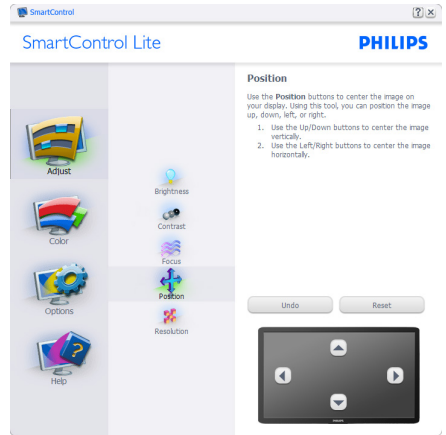 SmartControl
? ×
SmartControl Lite
PHILIPS
Adjust
Color
Options
Help
Brightness
Contrast
Focus
Position
Resolution
Position
Use the Position buttons to center the image on
your display. Using this tool, you can position the image
up, down, left, or right.
1. Use the Up/Down buttons to center the image
vertically.
2. Use the Left/Right buttons to center the image
horizontally.
Undo
Reset
PHILIPS